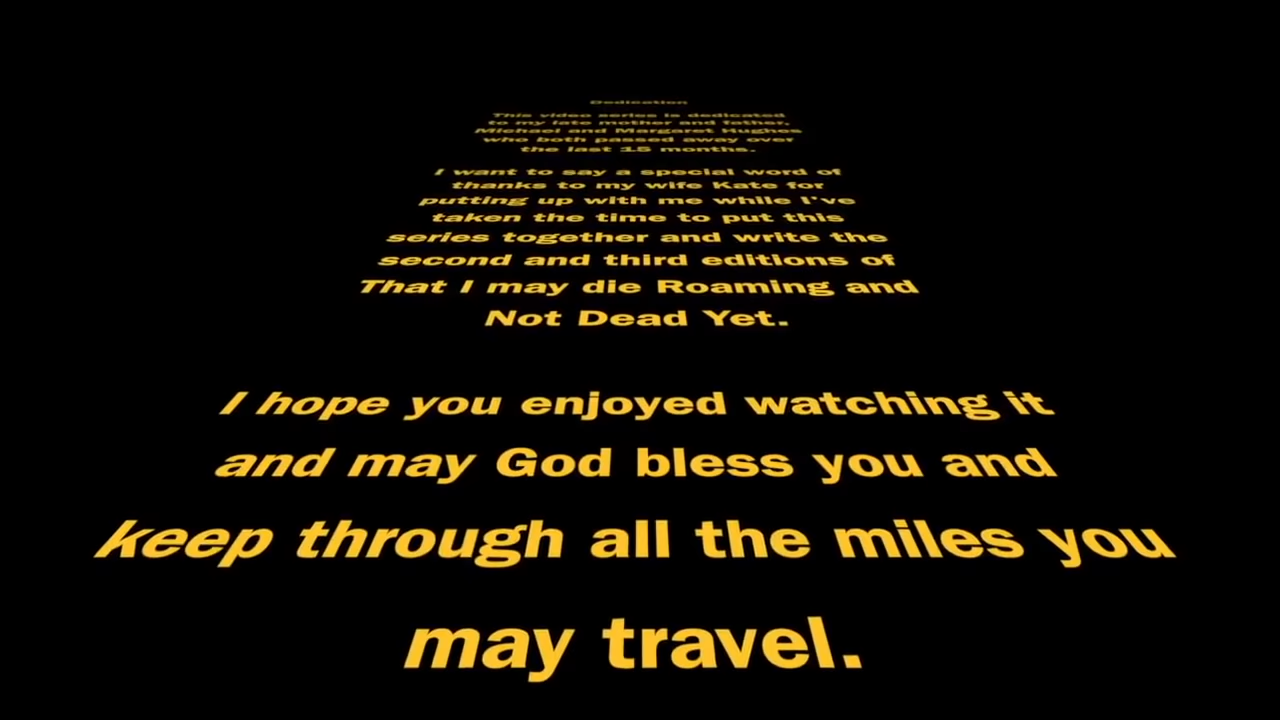 Dedication
This video series is dedicated
to my late mother and father,
Michael and Margaret Hughes
who both passed away over
the last 15 months.
I want to say a special word of
thanks to my wife Kate for
putting up with me while I've
taken the time to put this
series together and write the
second and third editions of
That I may die Roaming and
Not Dead Yet.
I hope you enjoyed watching it
and may God bless you and
keep through all the miles you
may travel.